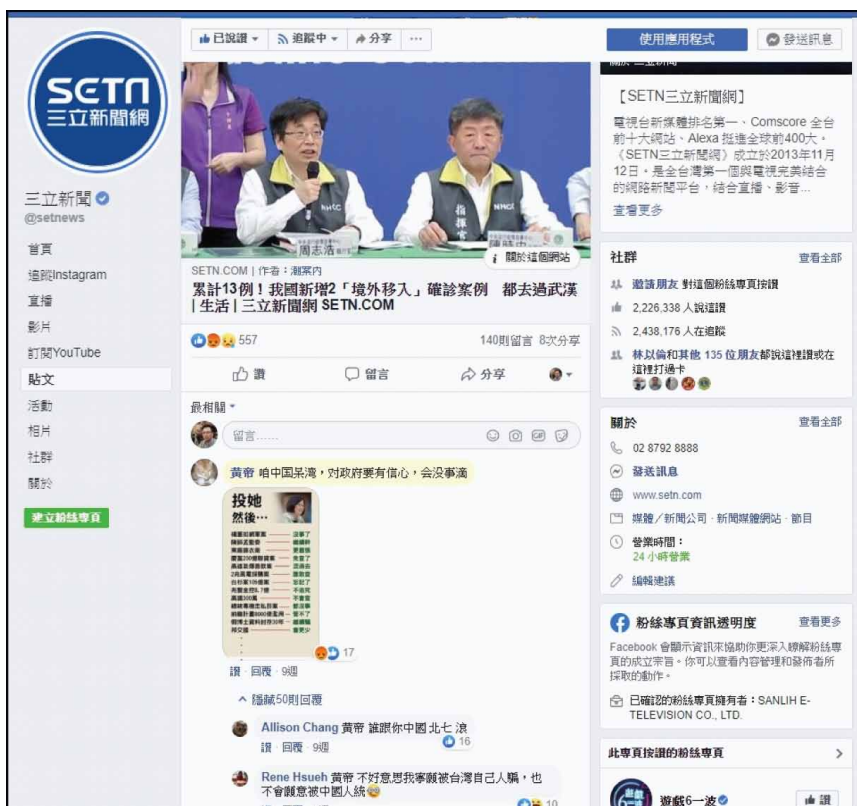 SETN
三立新聞網
三立新聞
@setnews
首頁
追蹤Instagram
直播
影片
訂閱YouTube
貼文
活動
相片
社群
關於
建立粉絲專頁
已說讚
追蹤中
分享
使用應用程式
發送訊息
NHCC
NHCC
指揮官
周志浩
關於這個網站
SETN.COM | 作者：潮案內
累計13例！我國新增2「境外移入」確診案例 都去過武漢
| 生活 | 三立新聞網 SETN.COM
557
140則留言 8次分享
讚
留言
分享
最相關
留言......
GIF
黃帝 咱中国呆湾，对政府要有信心，会没事滴
投她
然後…
17
讚 · 回覆 · 9週
隱藏50則回覆
Allison Chang 黃帝 誰跟你中國 北七 滾
讚 · 回覆 · 9週
16
Rene Hsueh 黃帝 不好意思我寧願被台灣自己人騙，也
不會願意被中國人統
10
【SETN三立新聞網】
電視台新媒體排名第一、Comscore 全台
前十大網站、Alexa 挺進全球前400大。
《SETN三立新聞網》成立於2013年11月
12日，是全台灣第一個與電視完美結合
的網路新聞平台，結合直播、影音...
查看更多
社群
查看全部
邀請朋友 對這個粉絲專頁按讚
2,226,338 人說讚
2,438,176 人在追蹤
林以倫和其他 135 位朋友都說這裡讚或在
這裡打過卡
關於
查看全部
02 8792 8888
發送訊息
www.setn.com
媒體／新聞公司 · 新聞媒體網站 · 節目
營業時間：
24 小時營業
編輯建議
粉絲專頁資訊透明度
查看更多
Facebook 會顯示資訊來協助你更深入瞭解粉絲專
頁的成立宗旨。你可以查看內容管理和發佈者所
採取的動作。
已確認的粉絲專頁擁有者：SANLIH E-
TELEVISION CO., LTD.
此專頁按讚的粉絲專頁
遊戲6一波
讚